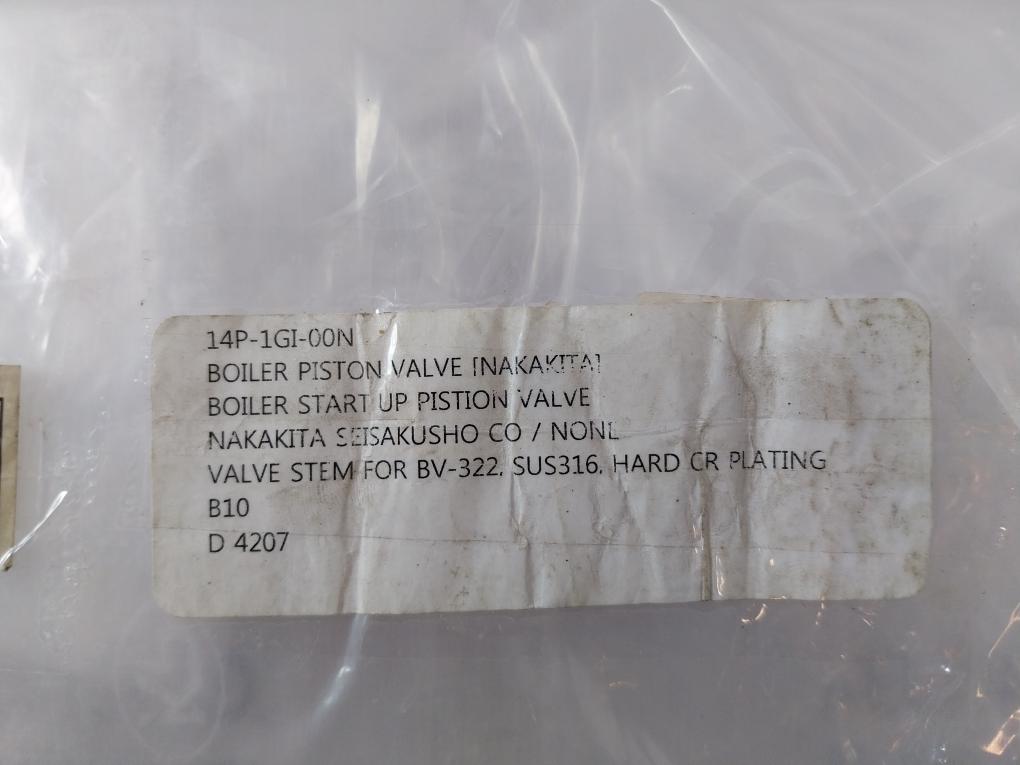 14P-1GI-00N
BOILER PISTON VALVE [NAKAKITA]
BOILER START UP PISTION VALVE
NAKAKITA SEISAKUSHO CO / NONE
VALVE STEM FOR BV-322, SUS316, HARD CR PLATING
B10
D 4207